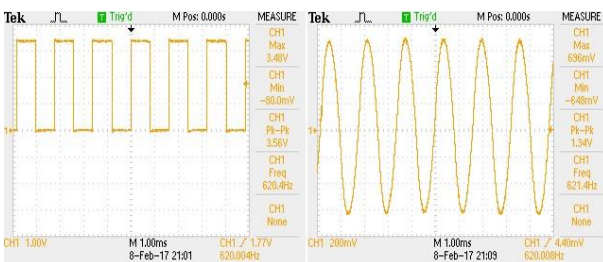 Tek T Trig'd M Pos: 0.000s MEASURE
CH1
Max
3.48V
CH1
Min
-80.0mV
CH1
Pk-Pk
3.56V
CH1
Freq
620.4Hz
CH1
None
1
CH1 1.00V M 1.00ms CH1 1.77V
8-Feb-17 21:01 620.004Hz
Tek T Trig'd M Pos: 0.000s MEASURE
CH1
Max
696mV
CH1
Min
-648mV
CH1
Pk-Pk
1.34V
CH1
Freq
621.4Hz
CH1
None
1
CH1 200mV M 1.00ms CH1 4.40mV
8-Feb-17 21:09 620.008Hz